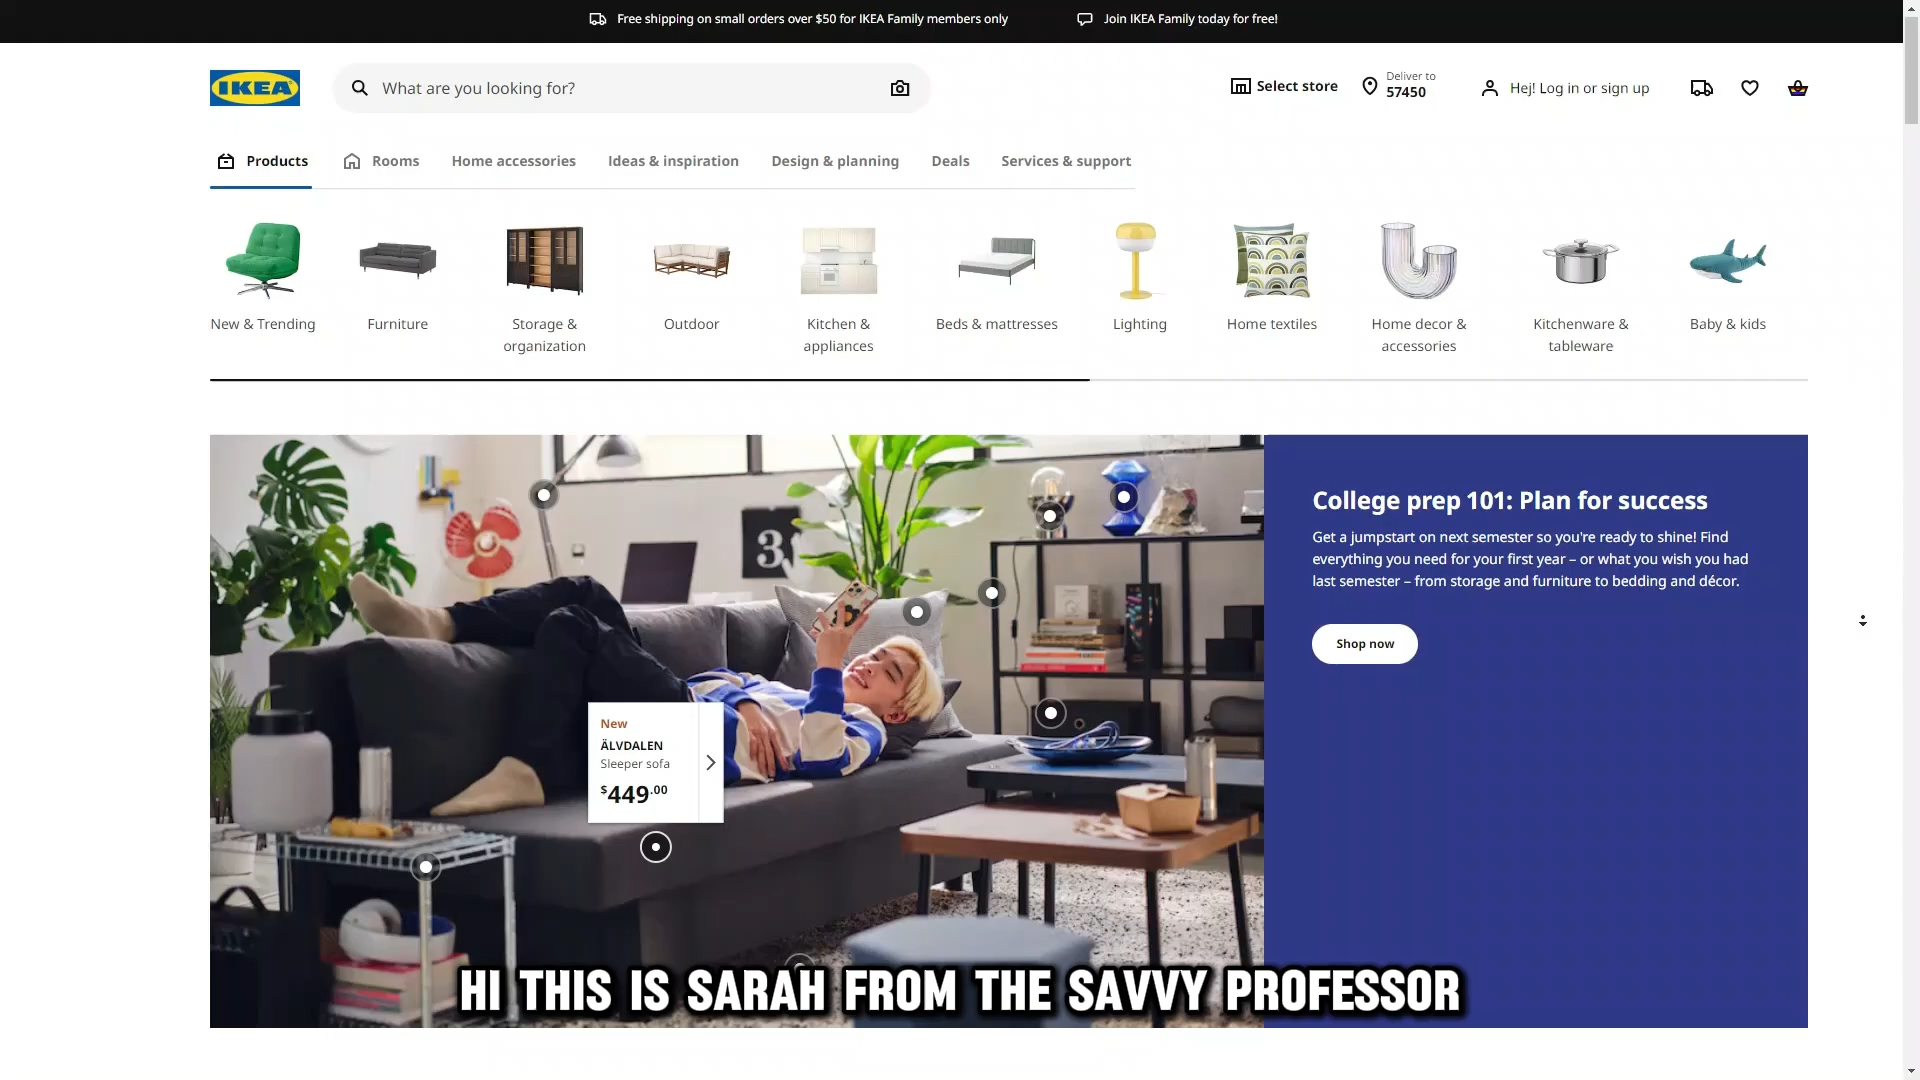 Free shipping on small orders over $50 for IKEA Family members only
Join IKEA Family today for free!
IKEA
What are you looking for?
Select store
Deliver to
57450
Hej! Log in or sign up
Products
Rooms
Home accessories
Ideas & inspiration
Design & planning
Deals
Services & support
New & Trending
Furniture
Storage &
organization
Outdoor
Kitchen &
appliances
Beds & mattresses
Lighting
Home textiles
Home decor &
accessories
Kitchenware &
tableware
Baby & kids
3
College prep 101: Plan for success
Get a jumpstart on next semester so you're ready to shine! Find
everything you need for your first year – or what you wish you had
last semester – from storage and furniture to bedding and décor.
Shop now
New
ÄLVDALEN
Sleeper sofa
$449.00
HI THIS IS SARAH FROM THE SAVVY PROFESSOR